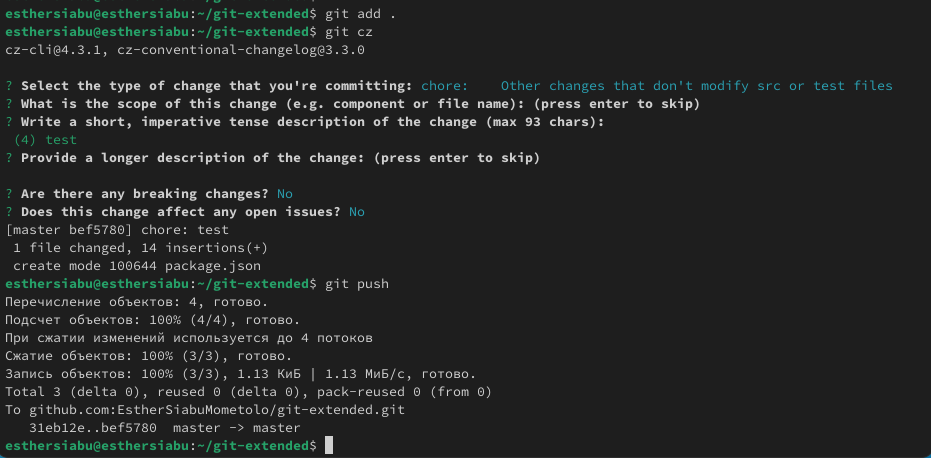 esthersiabu@esthersiabu:~/git-extended$ git add .
esthersiabu@esthersiabu:~/git-extended$ git cz
cz-cli@4.3.1, cz-conventional-changelog@3.3.0
? Select the type of change that you're committing: chore:    Other changes that don't modify src or test files
? What is the scope of this change (e.g. component or file name): (press enter to skip)
? Write a short, imperative tense description of the change (max 93 chars):
 (4) test
? Provide a longer description of the change: (press enter to skip)
? Are there any breaking changes? No
? Does this change affect any open issues? No
[master bef5780] chore: test
 1 file changed, 14 insertions(+)
 create mode 100644 package.json
esthersiabu@esthersiabu:~/git-extended$ git push
Перечисление объектов: 4, готово.
Подсчет объектов: 100% (4/4), готово.
При сжатии изменений используется до 4 потоков
Сжатие объектов: 100% (3/3), готово.
Запись объектов: 100% (3/3), 1.13 КиБ | 1.13 МиБ/с, готово.
Total 3 (delta 0), reused 0 (delta 0), pack-reused 0 (from 0)
To github.com:EstherSiabuMometolo/git-extended.git
   31eb12e..bef5780  master -> master
esthersiabu@esthersiabu:~/git-extended$